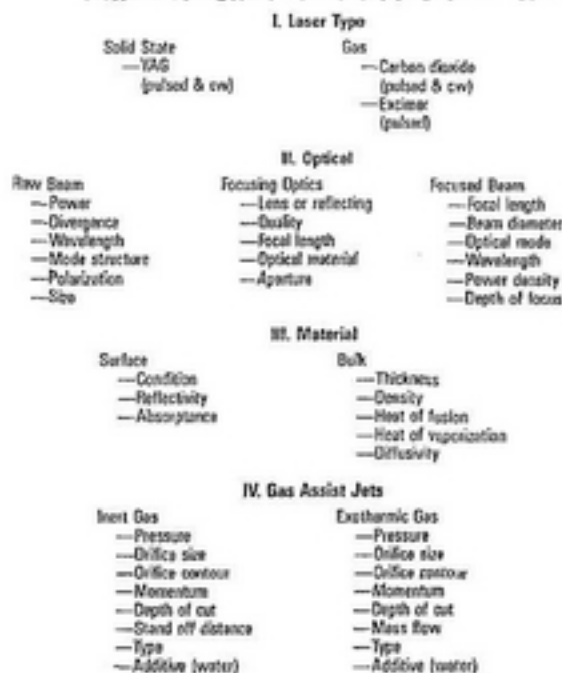 I. Laser Type
Solid State
—YAG
(pulsed & cw)
Gas
—Carbon dioxide
(pulsed & cw)
—Excimer
(pulsed)
II. Optical
Raw Beam
—Power
—Divergence
—Wavelength
—Mode structure
—Polarization
—Size
Focusing Optics
—Lens or reflecting
—Quality
—Focal length
—Optical material
—Aperture
Focused Beam
—Focal length
—Beam diameter
—Optical mode
—Wavelength
—Power density
—Depth of focus
III. Material
Surface
—Condition
—Reflectivity
—Absorptance
Bulk
—Thickness
—Density
—Heat of fusion
—Heat of vaporization
—Diffusivity
IV. Gas Assist Jets
Inert Gas
—Pressure
—Orifice size
—Orifice contour
—Momentum
—Depth of cut
—Stand off distance
—Type
—Additive (water)
Exothermic Gas
—Pressure
—Orifice size
—Orifice contour
—Momentum
—Depth of cut
—Mass flow
—Type
—Additive (water)